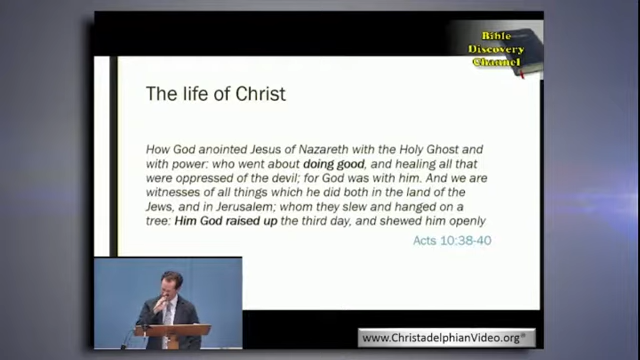 Bible
Discovery
Channel
The life of Christ
How God anointed Jesus of Nazareth with the Holy Ghost and
with power: who went about doing good, and healing all that
were oppressed of the devil; for God was with him. And we are
witnesses of all things which he did both in the land of the
Jews, and in Jerusalem; whom they slew and hanged on a
tree: Him God raised up the third day, and shewed him openly
Acts 10:38-40
www.ChristadelphianVideo.org